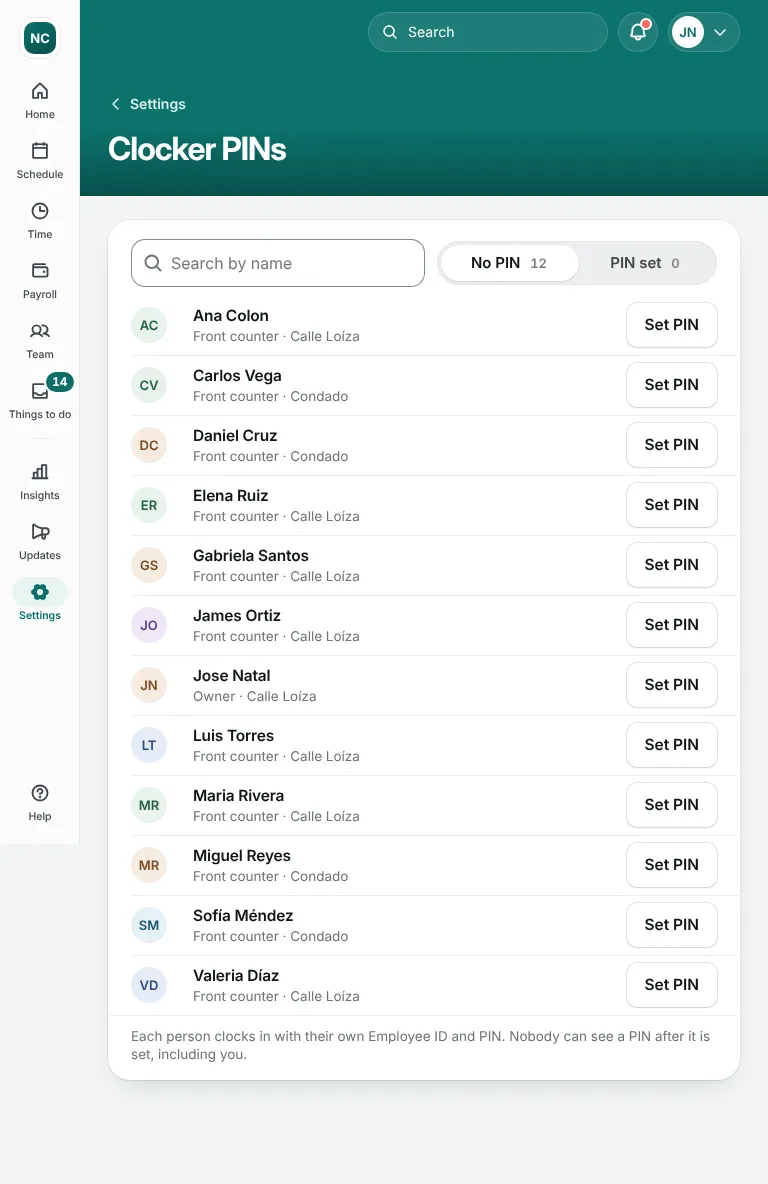 NC
Search
JN
Home
Schedule
Time
Payroll
Team
14
Things to do
Insights
Updates
Settings
Help
Settings
Clocker PINs
Search by name
No PIN 12
PIN set 0
AC
Ana Colon
Front counter · Calle Loíza
Set PIN
CV
Carlos Vega
Front counter · Condado
Set PIN
DC
Daniel Cruz
Front counter · Condado
Set PIN
ER
Elena Ruiz
Front counter · Calle Loíza
Set PIN
GS
Gabriela Santos
Front counter · Calle Loíza
Set PIN
JO
James Ortiz
Front counter · Calle Loíza
Set PIN
JN
Jose Natal
Owner · Calle Loíza
Set PIN
LT
Luis Torres
Front counter · Calle Loíza
Set PIN
MR
Maria Rivera
Front counter · Calle Loíza
Set PIN
MR
Miguel Reyes
Front counter · Condado
Set PIN
SM
Sofía Méndez
Front counter · Condado
Set PIN
VD
Valeria Díaz
Front counter · Calle Loíza
Set PIN
Each person clocks in with their own Employee ID and PIN. Nobody can see a PIN after it is
set, including you.